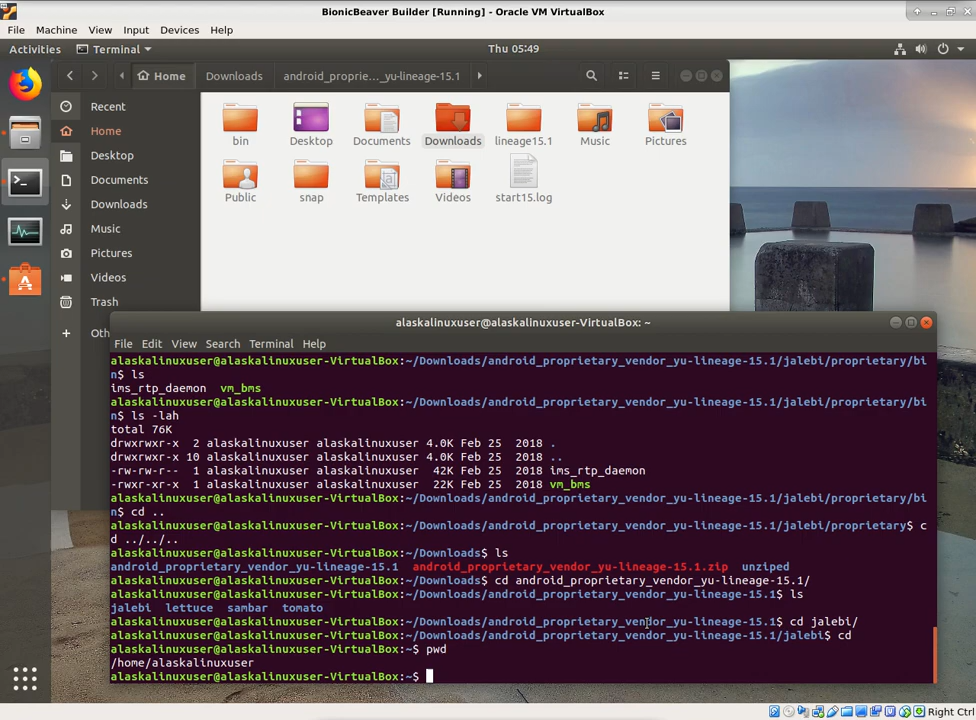 BionicBeaver Builder [Running] - Oracle VM VirtualBox
File Machine View Input Devices Help
Activities Terminal Thu 05:49
Home Downloads android_proprie…_yu-lineage-15.1
Recent
Home
Desktop
Documents
Downloads
Music
Pictures
Videos
Trash
Oth
bin Desktop Documents Downloads lineage15.1 Music Pictures
Public snap Templates Videos start15.log
alaskalinuxuser@alaskalinuxuser-VirtualBox: ~
File Edit View Search Terminal Help
alaskalinuxuser@alaskalinuxuser-VirtualBox:~/Downloads/android_proprietary_vendor_yu-lineage-15.1/jalebi/proprietary/bi
n$ ls
ims_rtp_daemon vm_bms
alaskalinuxuser@alaskalinuxuser-VirtualBox:~/Downloads/android_proprietary_vendor_yu-lineage-15.1/jalebi/proprietary/bi
n$ ls -lah
total 76K
drwxrwxr-x 2 alaskalinuxuser alaskalinuxuser 4.0K Feb 25 2018 .
drwxrwxr-x 10 alaskalinuxuser alaskalinuxuser 4.0K Feb 25 2018 ..
-rw-rw-r-- 1 alaskalinuxuser alaskalinuxuser 42K Feb 25 2018 ims_rtp_daemon
-rwxr-xr-x 1 alaskalinuxuser alaskalinuxuser 22K Feb 25 2018 vm_bms
alaskalinuxuser@alaskalinuxuser-VirtualBox:~/Downloads/android_proprietary_vendor_yu-lineage-15.1/jalebi/proprietary/bi
n$ cd ..
alaskalinuxuser@alaskalinuxuser-VirtualBox:~/Downloads/android_proprietary_vendor_yu-lineage-15.1/jalebi/proprietary$ c
d ../../..
alaskalinuxuser@alaskalinuxuser-VirtualBox:~/Downloads$ ls
android_proprietary_vendor_yu-lineage-15.1 android_proprietary_vendor_yu-lineage-15.1.zip unziped
alaskalinuxuser@alaskalinuxuser-VirtualBox:~/Downloads$ cd android_proprietary_vendor_yu-lineage-15.1/
alaskalinuxuser@alaskalinuxuser-VirtualBox:~/Downloads/android_proprietary_vendor_yu-lineage-15.1$ ls
jalebi lettuce sambar tomato
alaskalinuxuser@alaskalinuxuser-VirtualBox:~/Downloads/android_proprietary_vendor_yu-lineage-15.1$ cd jalebi/
alaskalinuxuser@alaskalinuxuser-VirtualBox:~/Downloads/android_proprietary_vendor_yu-lineage-15.1/jalebi$ cd
alaskalinuxuser@alaskalinuxuser-VirtualBox:~$ pwd
/home/alaskalinuxuser
alaskalinuxuser@alaskalinuxuser-VirtualBox:~$
Right Ctrl